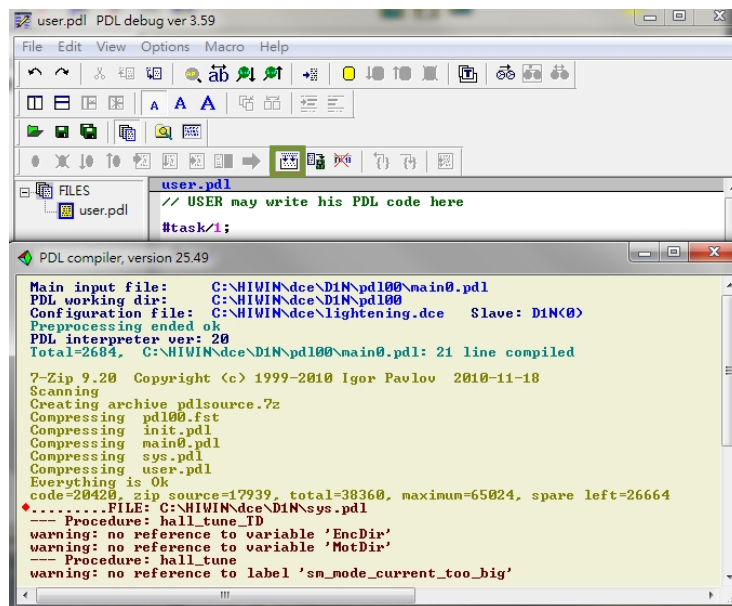 user.pdl PDL debug ver 3.59
File Edit View Options Macro Help
ab
A A A
FILES
user.pdl
user.pdl
// USER may write his PDL code here
#task/1;
PDL compiler, version 25.49
Main input file: C:\HIWIN\dce\D1N\pdl00\main0.pdl
PDL working dir: C:\HIWIN\dce\D1N\pdl00
Configuration file: C:\HIWIN\dce\lightening.dce Slave: D1N(0)
Preprocessing ended ok
PDL interpreter ver: 20
Total=2684, C:\HIWIN\dce\D1N\pdl00\main0.pdl: 21 line compiled
7-Zip 9.20 Copyright (c) 1999-2010 Igor Pavlov 2010-11-18
Scanning
Creating archive pdlsource.7z
Compressing pdl00.fst
Compressing init.pdl
Compressing main0.pdl
Compressing sys.pdl
Compressing user.pdl
Everything is Ok
code=20420, zip source=17939, total=38360, maximum=65024, spare left=26664
.........FILE: C:\HIWIN\dce\D1N\sys.pdl
--- Procedure: hall_tune_TD
warning: no reference to variable 'EncDir'
warning: no reference to variable 'MotDir'
--- Procedure: hall_tune
warning: no reference to label 'sm_mode_current_too_big'